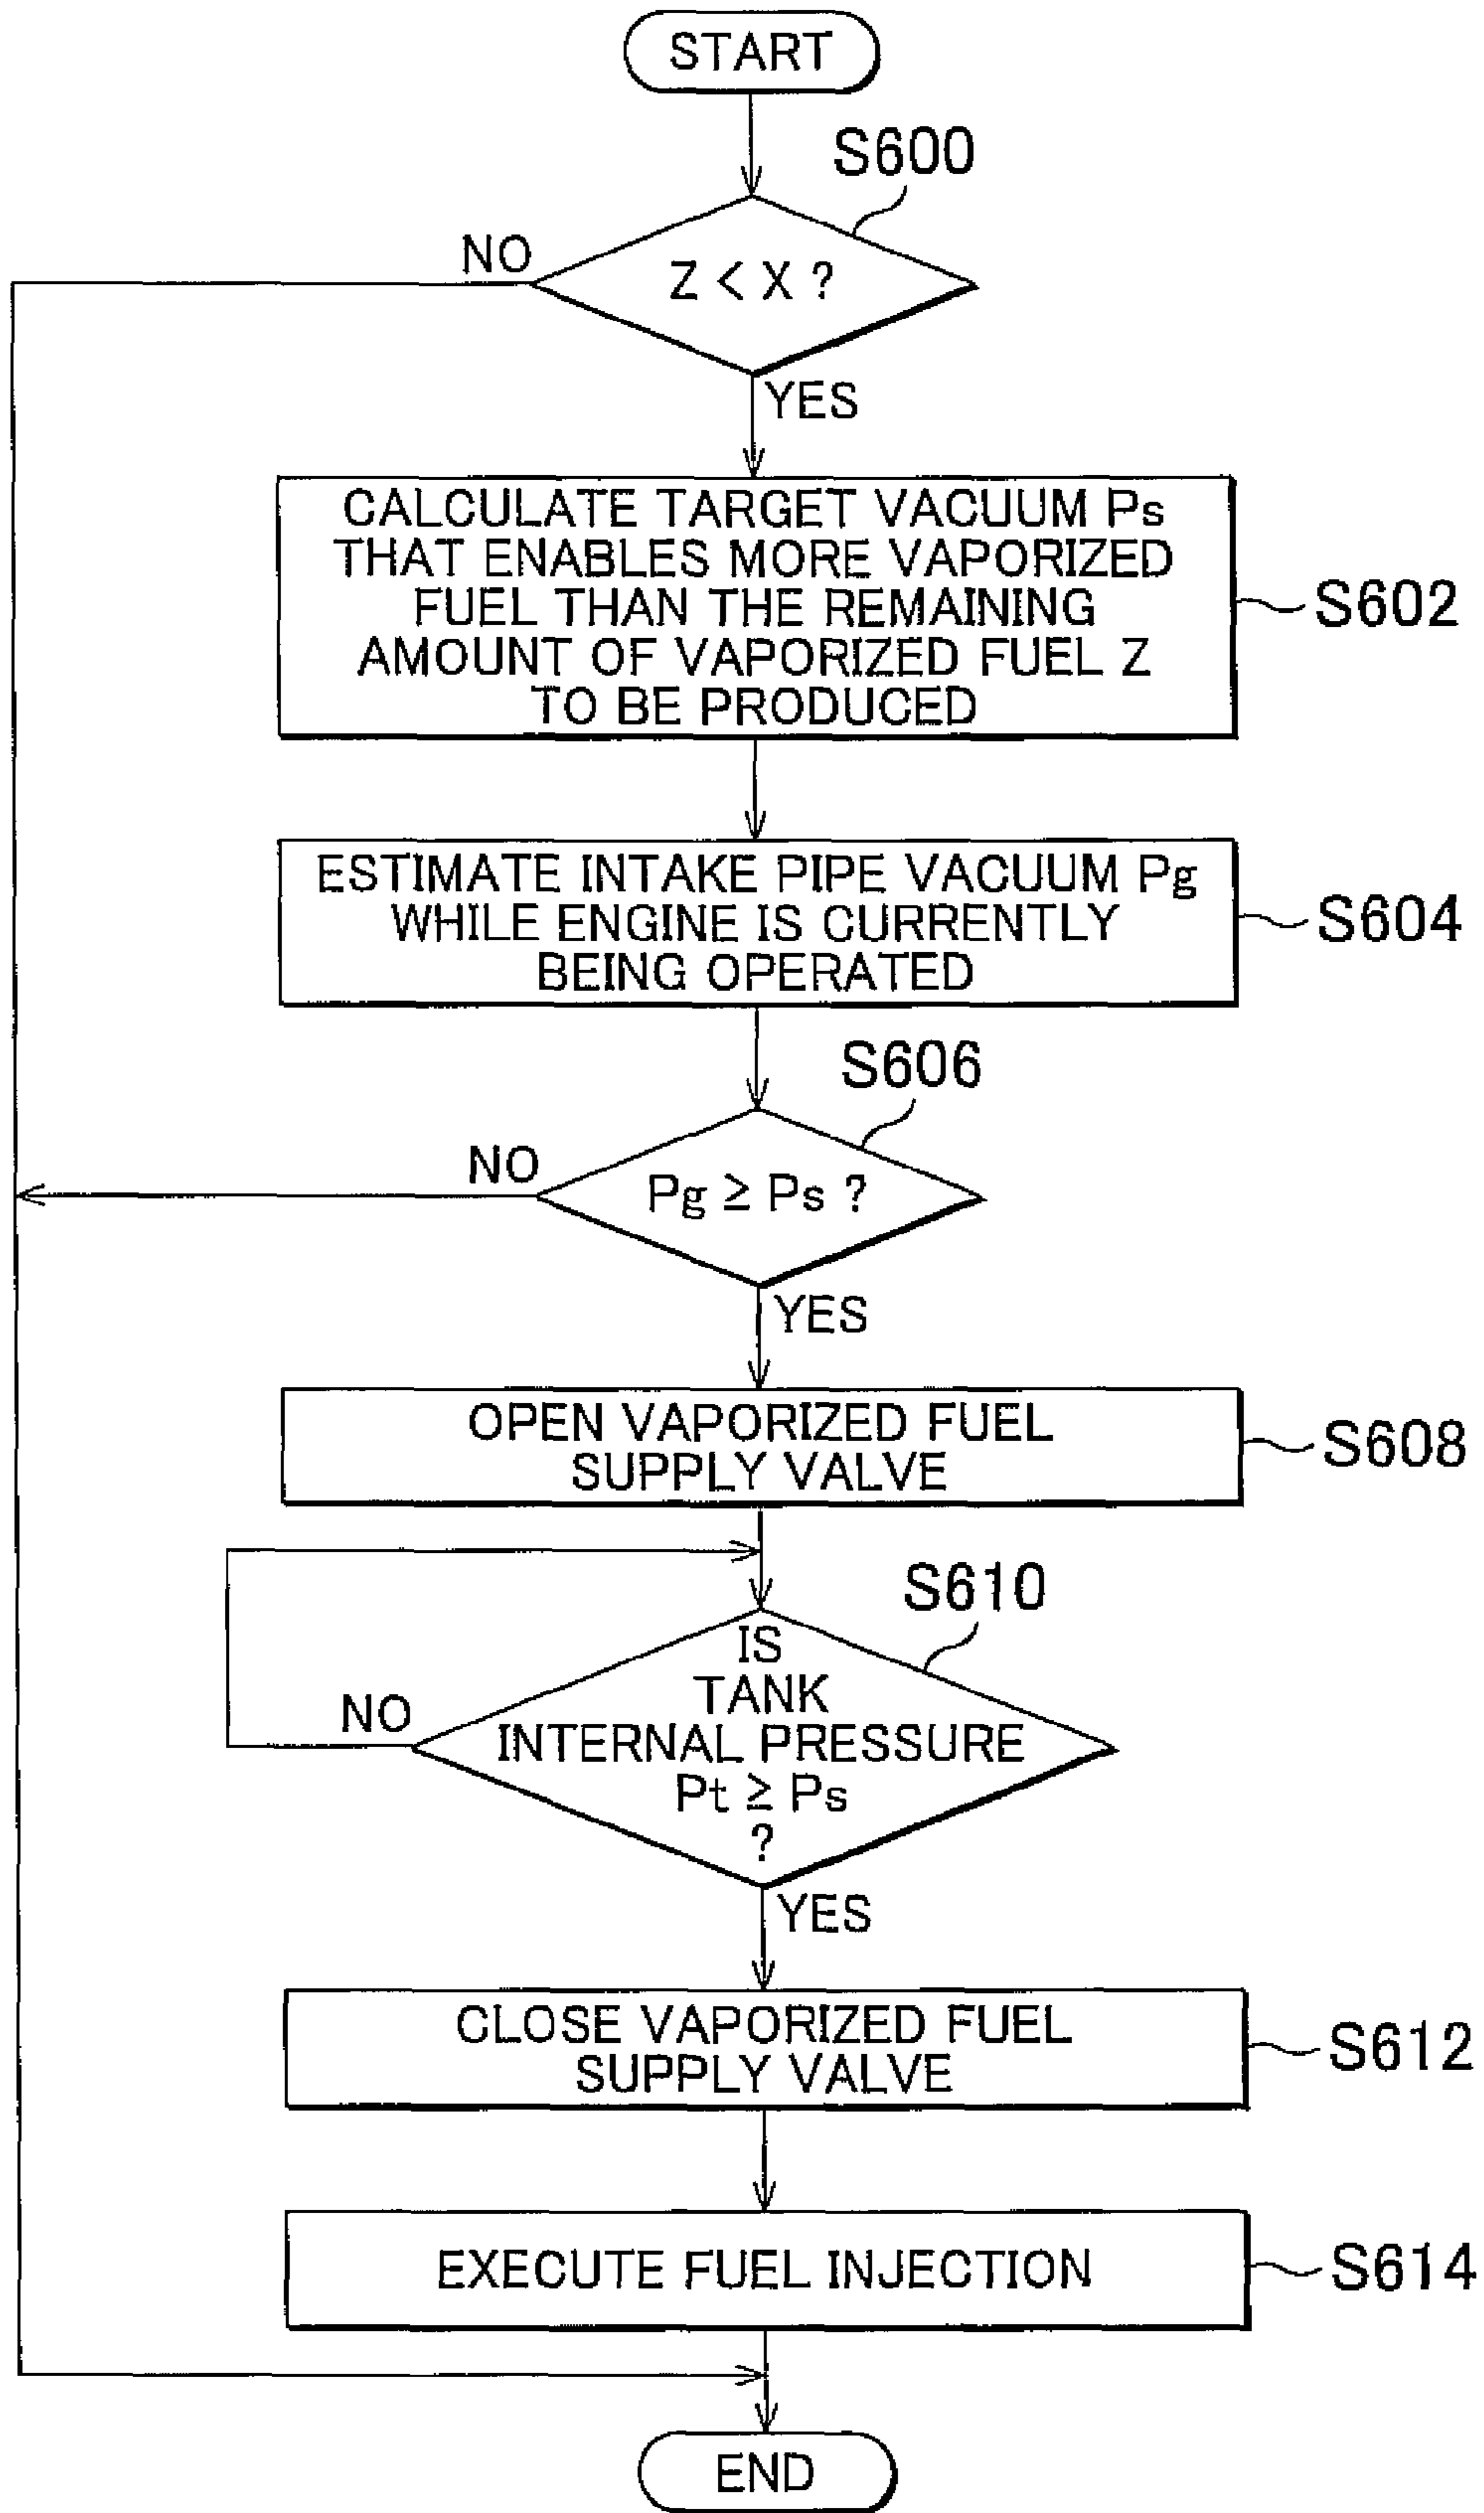 START
S600
NO
Z < X ?
YES
CALCULATE TARGET VACUUM Ps
THAT ENABLES MORE VAPORIZED
FUEL THAN THE REMAINING
AMOUNT OF VAPORIZED FUEL Z
TO BE PRODUCED
S602
ESTIMATE INTAKE PIPE VACUUM Pg
WHILE ENGINE IS CURRENTLY
BEING OPERATED
S604
S606
NO
Pg ≥ Ps ?
YES
OPEN VAPORIZED FUEL
SUPPLY VALVE
S608
S610
IS
TANK
NO
INTERNAL PRESSURE
Pt ≥ Ps
?
YES
CLOSE VAPORIZED FUEL
SUPPLY VALVE
S612
EXECUTE FUEL INJECTION
S614
END